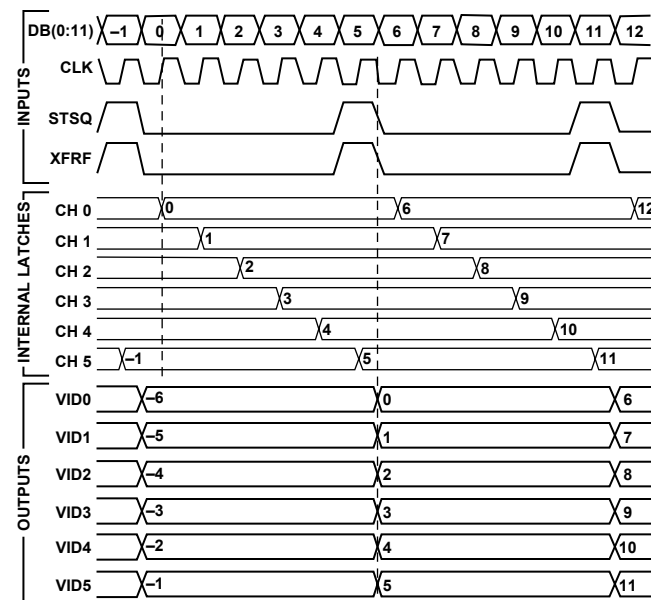 INPUTS
DB(0:11) –1 0 1 2 3 4 5 6 7 8 9 10 11 12
CLK
STSQ
XFRF
INTERNAL LATCHES
CH 0 0 6 12
CH 1 1 7
CH 2 2 8
CH 3 3 9
CH 4 4 10
CH 5 –1 5 11
OUTPUTS
VID0 –6 0 6
VID1 –5 1 7
VID2 –4 2 8
VID3 –3 3 9
VID4 –2 4 10
VID5 –1 5 11